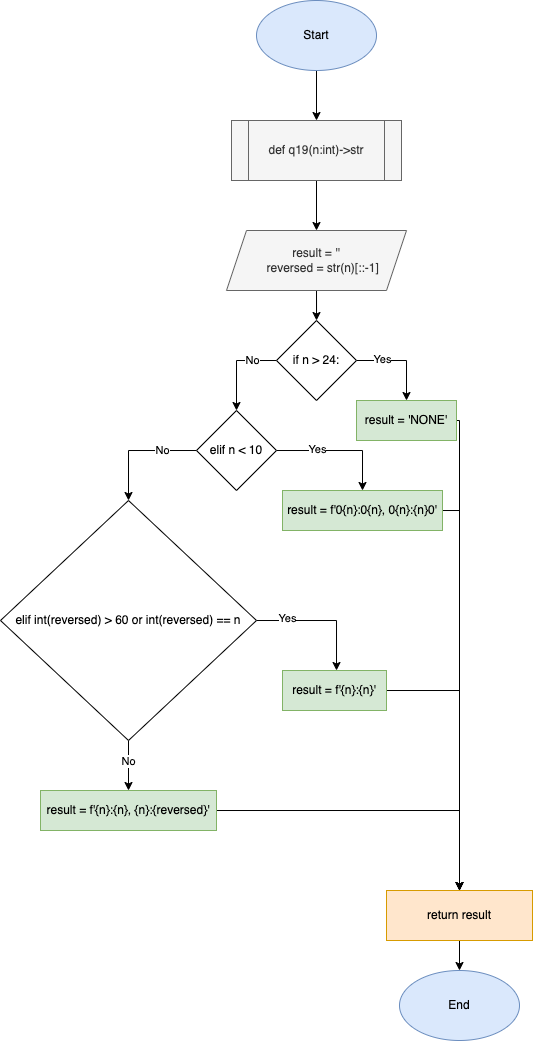 Start
def q19(n:int)->str
result = ''
reversed = str(n)[::-1]
if n > 24:
No
Yes
result = 'NONE'
elif n < 10
No
Yes
result = f'0{n}:0{n}, 0{n}:{n}0'
elif int(reversed) > 60 or int(reversed) == n
Yes
result = f'{n}:{n}'
No
result = f'{n}:{n}, {n}:{reversed}'
return result
End